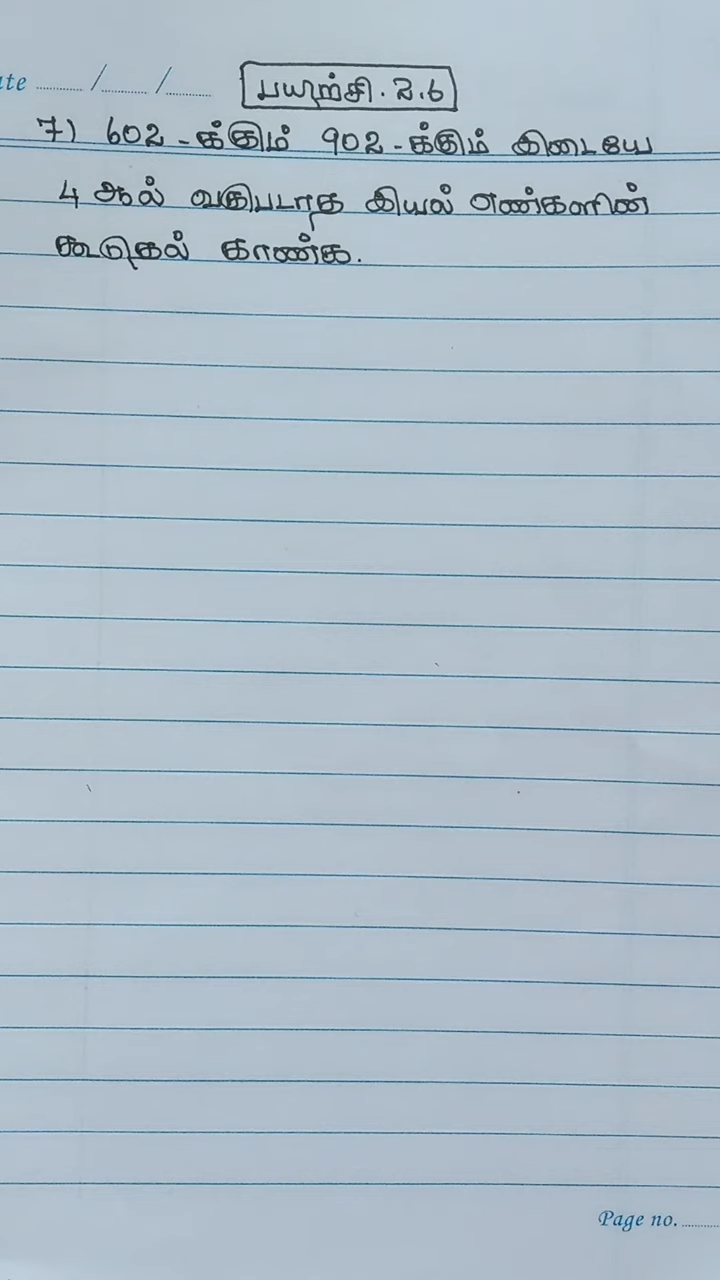 ate ......... /......... /.........
பயிற்சி . 2.6
7) 602 - க்கும் 902 - க்கும் இடையே
4 ஆல் வகுபடாத இயல் எண்களின்
கூடுதல் காண்க.
Page no. .........